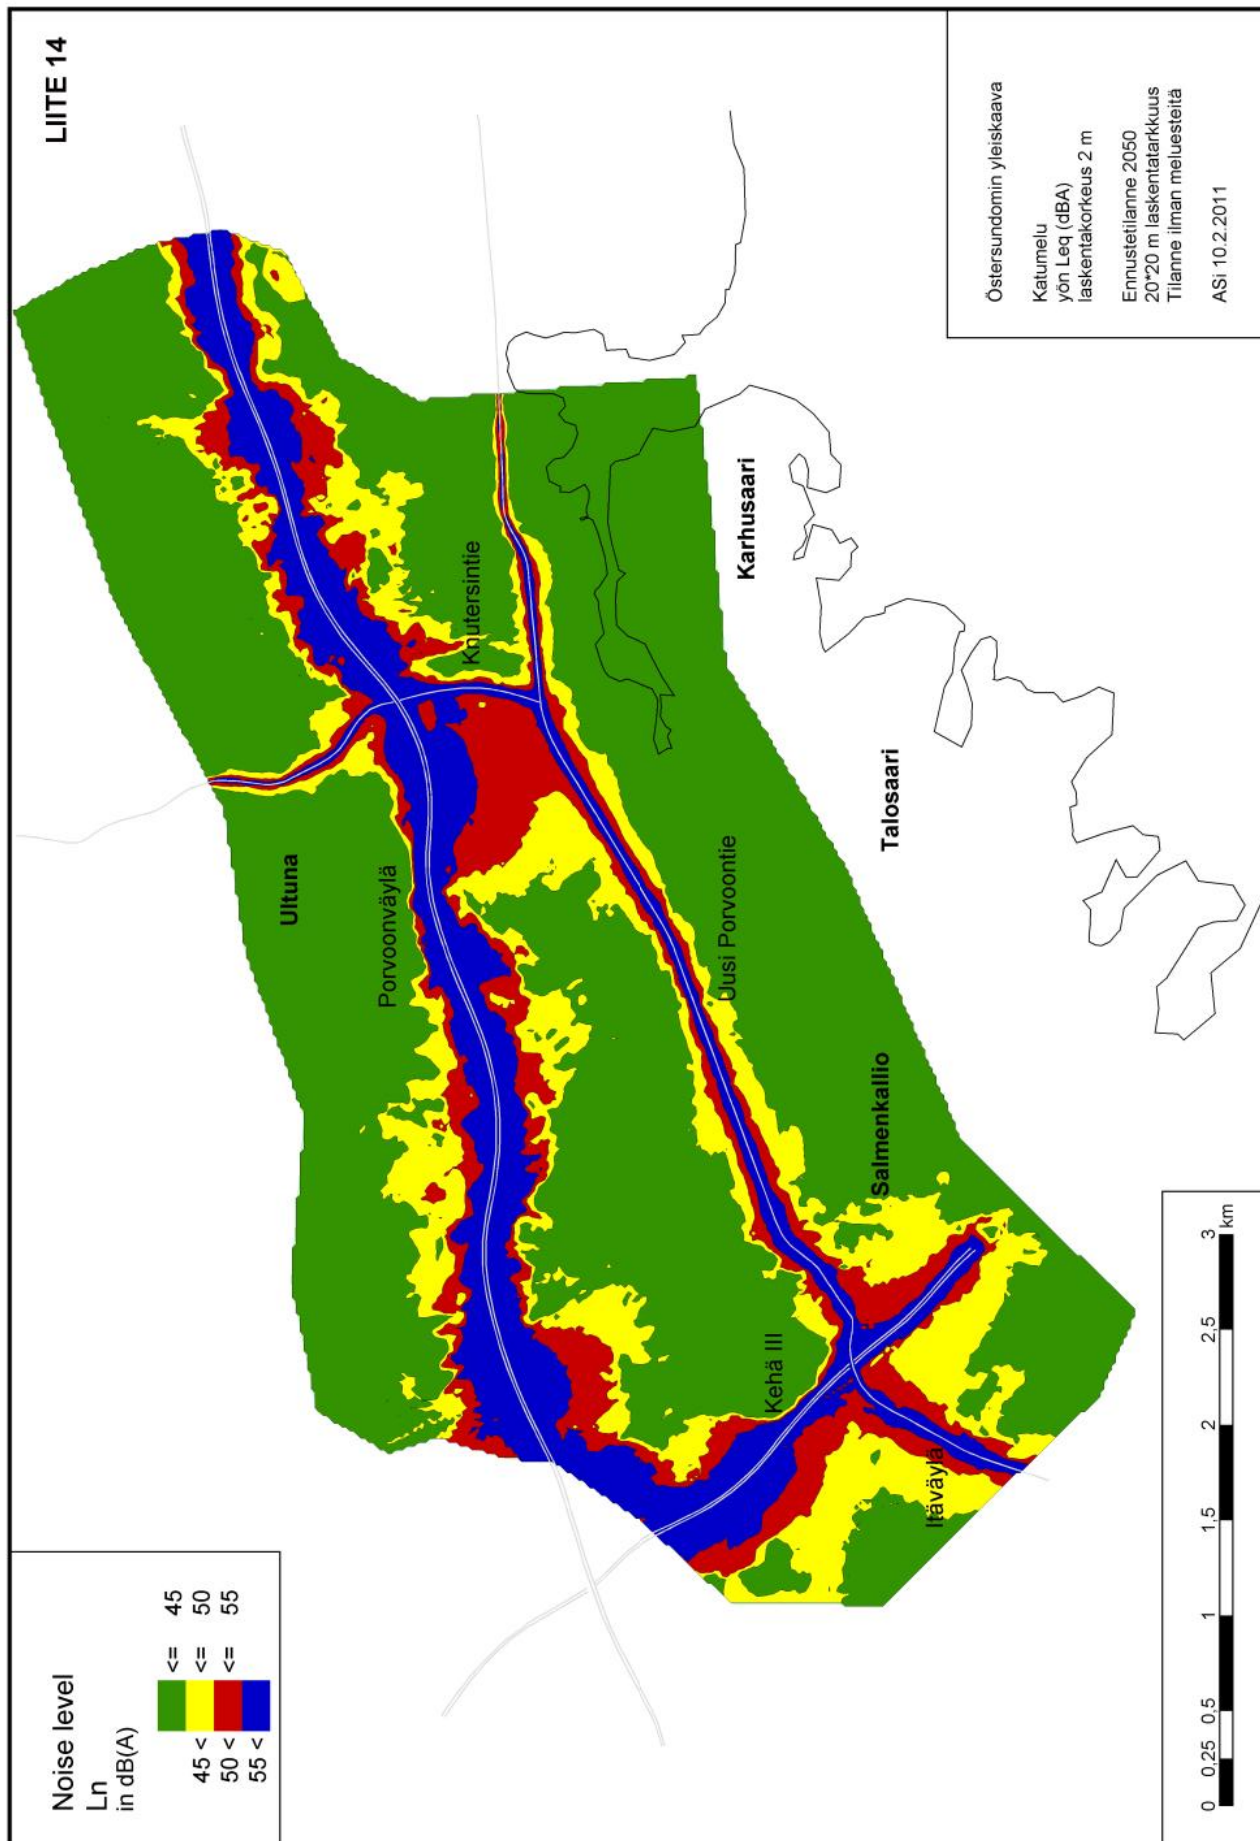 LIITE 14
Noise level
Ln
in dB(A)
<= 45
45 < <= 50
50 < <= 55
55 <
Ultuna
Porvoonväylä
Knutersintie
Uusi Porvoontie
Karhusaari
Talosaari
Salmenkallio
Kehä III
Itäväylä
0 0,25 0,5 1 1,5 2 2,5 3 km
Östersundomin yleiskaava
Katumelu
yön Leq (dBA)
laskentakorkeus 2 m
Ennustetilanne 2050
20*20 m laskentatarkkuus
Tilanne ilman meluesteitä
ASi 10.2.2011